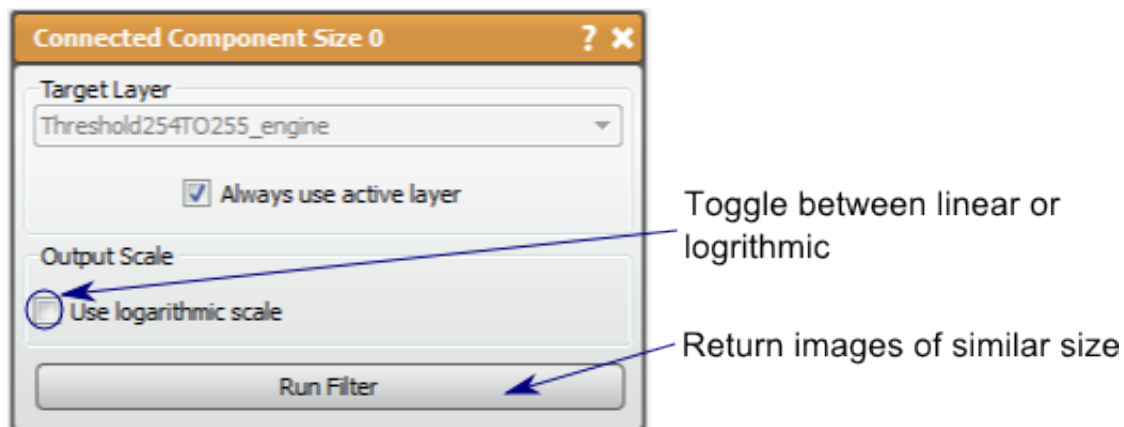 Connected Component Size 0 ? ×
Target Layer
Threshold254TO255_engine
Always use active layer
Output Scale
Use logarithmic scale
Run Filter
Toggle between linear or
logrithmic
Return images of similar size